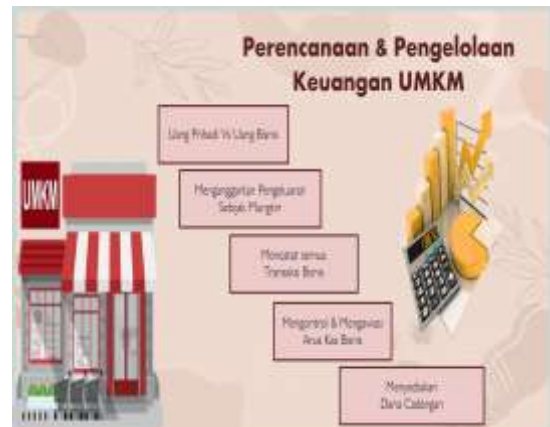 Perencanaan & Pengelolaan
Keuangan UMKM
Uang Pribadi Vs Uang Bisnis
UMKM
Menganggarkan Pengeluaran
Sebijak Mungkin
Mencatat semua
Transaksi Bisnis
Mengontrol & Mengawasi
Arus Kas Bisnis
Menyediakan
Dana Cadangan